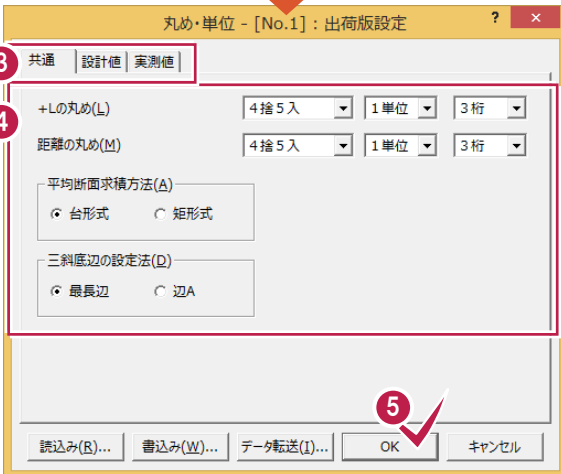 丸め・単位 - [No.1] : 出荷版設定 ? ×
3 共通 設計値 実測値
4
+Lの丸め(L) 4捨5入 1単位 3桁
距離の丸め(M) 4捨5入 1単位 3桁
平均断面求積方法(A)
台形式 矩形式
三斜底辺の設定法(D)
最長辺 辺A
5
読込み(R)... 書込み(W)... データ転送(I)... OK キャンセル